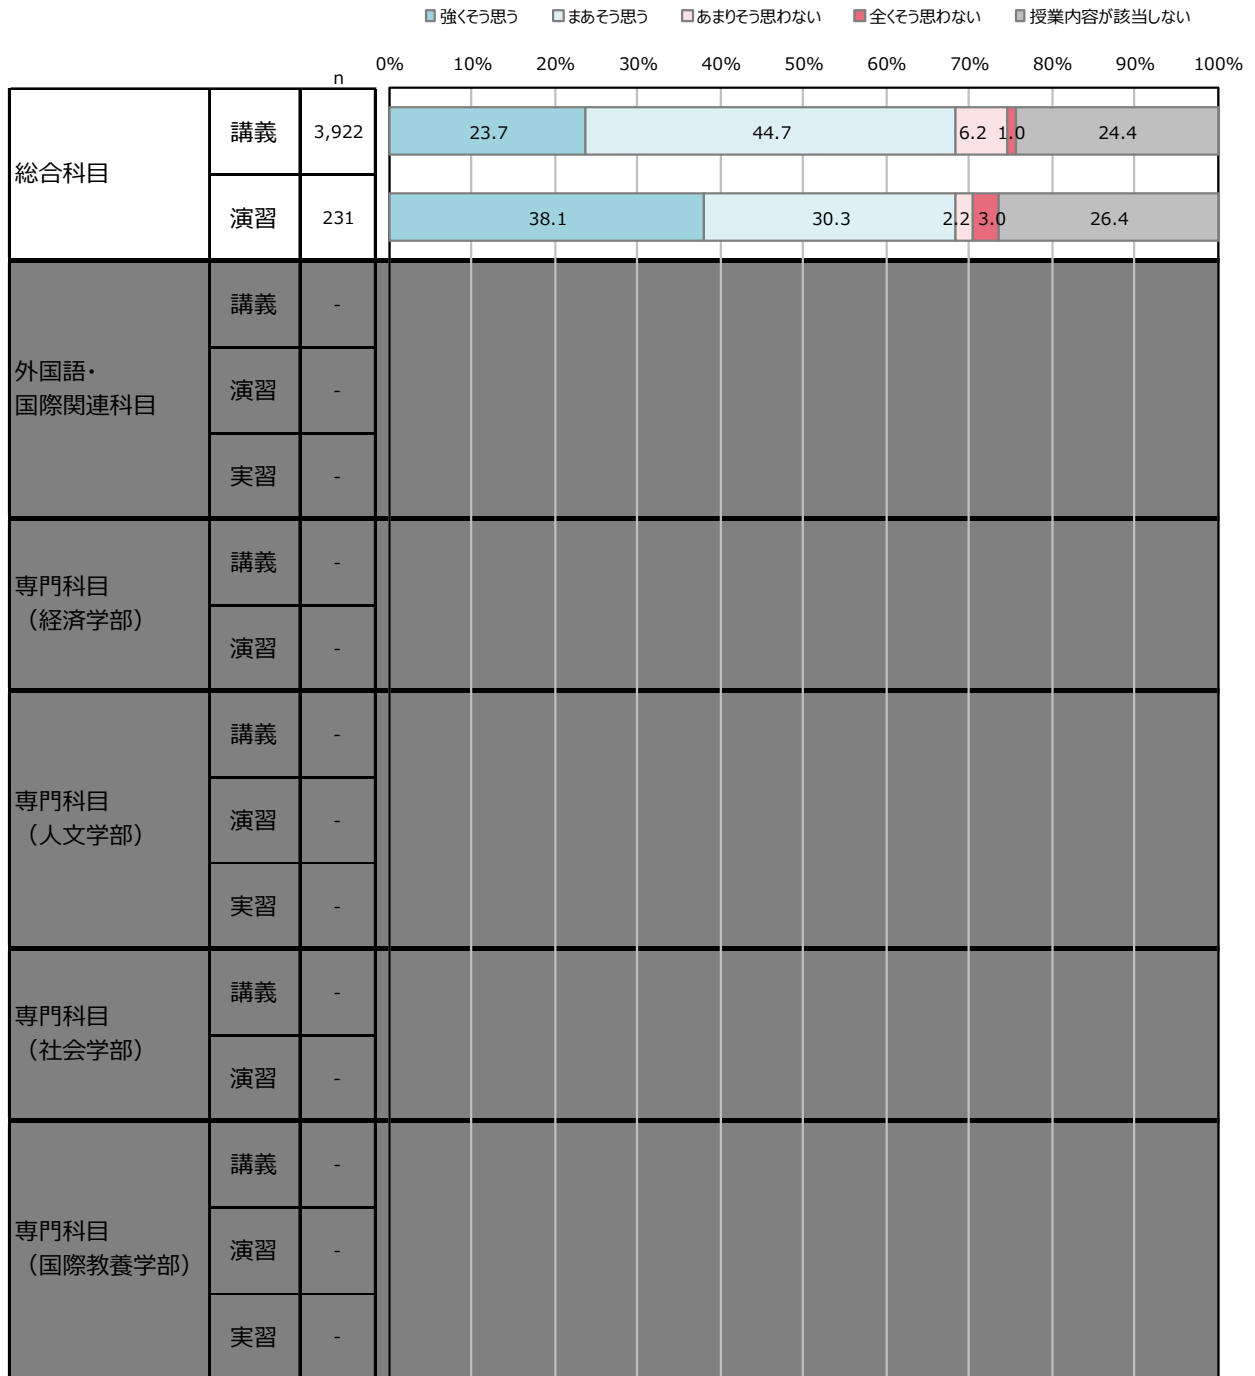 強くそう思う まあそう思う あまりそう思わない 全くそう思わない 授業内容が該当しない
n 0% 10% 20% 30% 40% 50% 60% 70% 80% 90% 100%
総合科目
講義 3,922 23.7 44.7 6.2 1.0 24.4
演習 231 38.1 30.3 2.2 3.0 26.4
外国語・
国際関連科目
講義 -
演習 -
実習 -
専門科目
（経済学部）
講義 -
演習 -
専門科目
（人文学部）
講義 -
演習 -
実習 -
専門科目
（社会学部）
講義 -
演習 -
専門科目
（国際教養学部）
講義 -
演習 -
実習 -